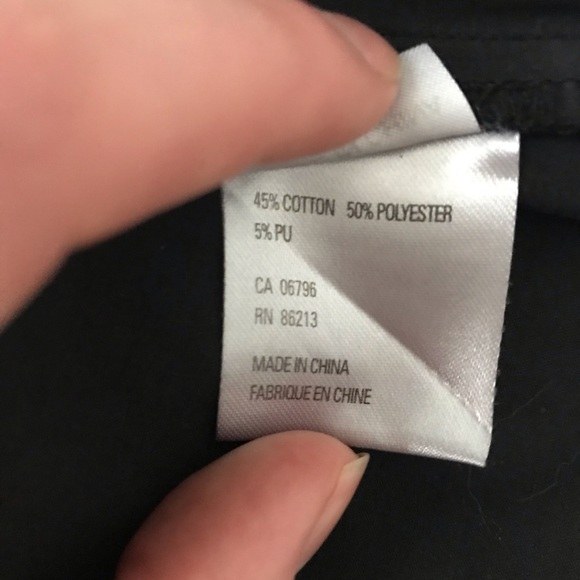 45% COTTON 50% POLYESTER
5% PU
CA 06796
RN 86213
MADE IN CHINA
FABRIQUE EN CHINE